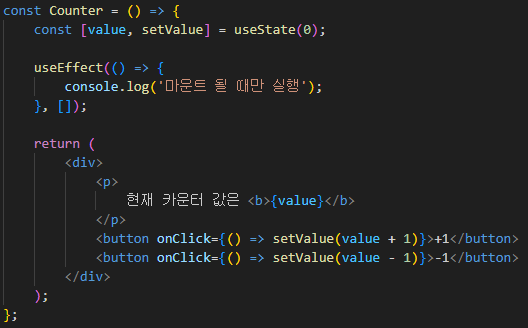 const Counter = () => {
    const [value, setValue] = useState(0);

    useEffect(() => {
        console.log('마운트 될 때만 실행');
    }, []);

    return (
        <div>
            <p>
                현재 카운터 값은 <b>{value}</b>
            </p>
            <button onClick={() => setValue(value + 1)}>+1</button>
            <button onClick={() => setValue(value - 1)}>-1</button>
        </div>
    );
};